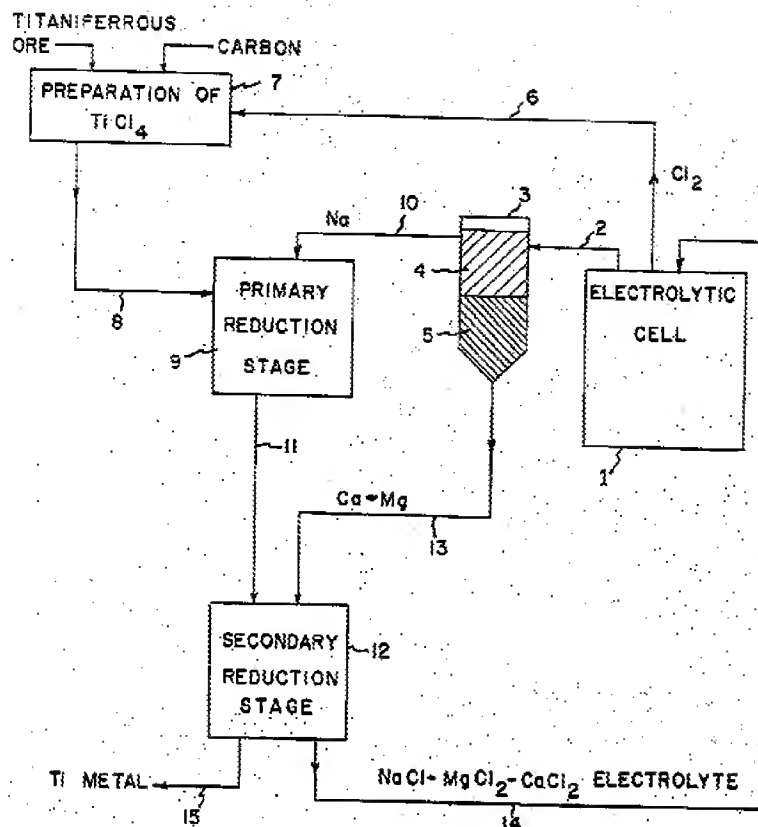 TITANIFERROUS
ORE
CARBON
7
PREPARATION OF
TiCl4
6
Cl2
3
10
Na
2
4
ELECTROLYTIC
CELL
5
8
PRIMARY
REDUCTION
STAGE
9
1
11
Ca-Mg
13
SECONDARY
REDUCTION
STAGE
12
Ti METAL
15
NaCl-MgCl2-CaCl2 ELECTROLYTE
14